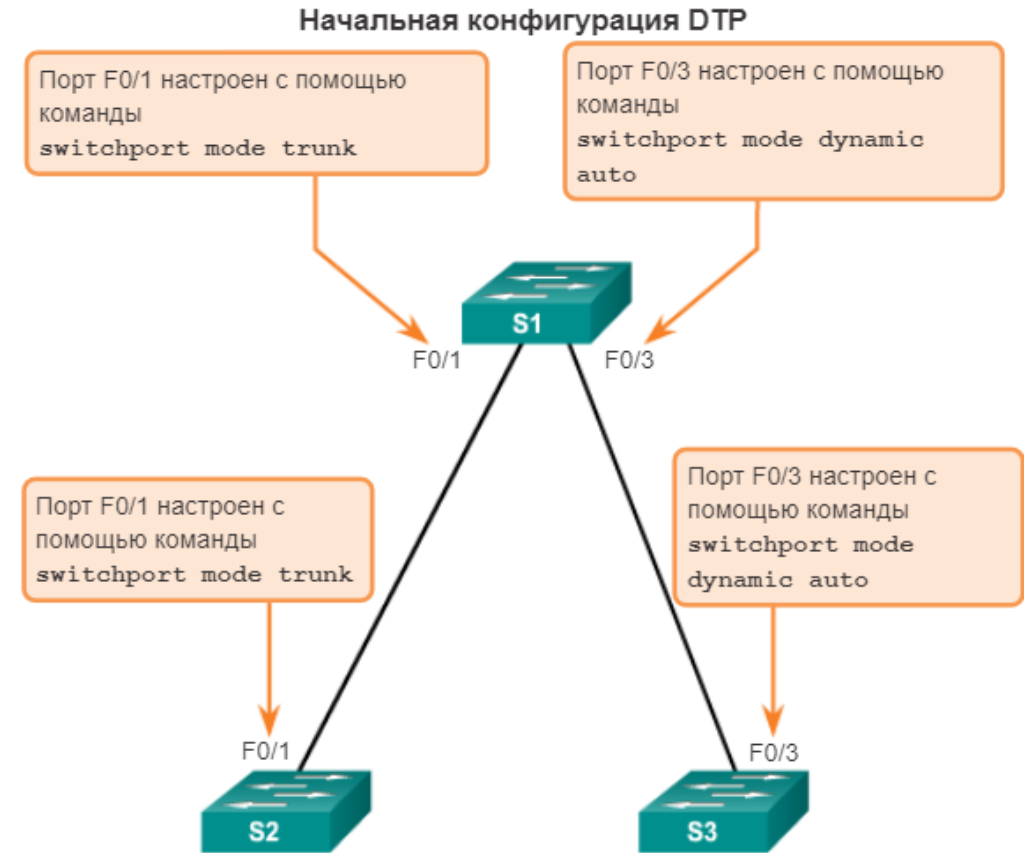 Начальная конфигурация DTP
Порт F0/1 настроен с помощью
команды
switchport mode trunk
Порт F0/3 настроен с помощью
команды
switchport mode dynamic
auto
S1
F0/1
F0/3
Порт F0/1 настроен с
помощью команды
switchport mode trunk
Порт F0/3 настроен с
помощью команды
switchport mode
dynamic auto
F0/1
F0/3
S2
S3